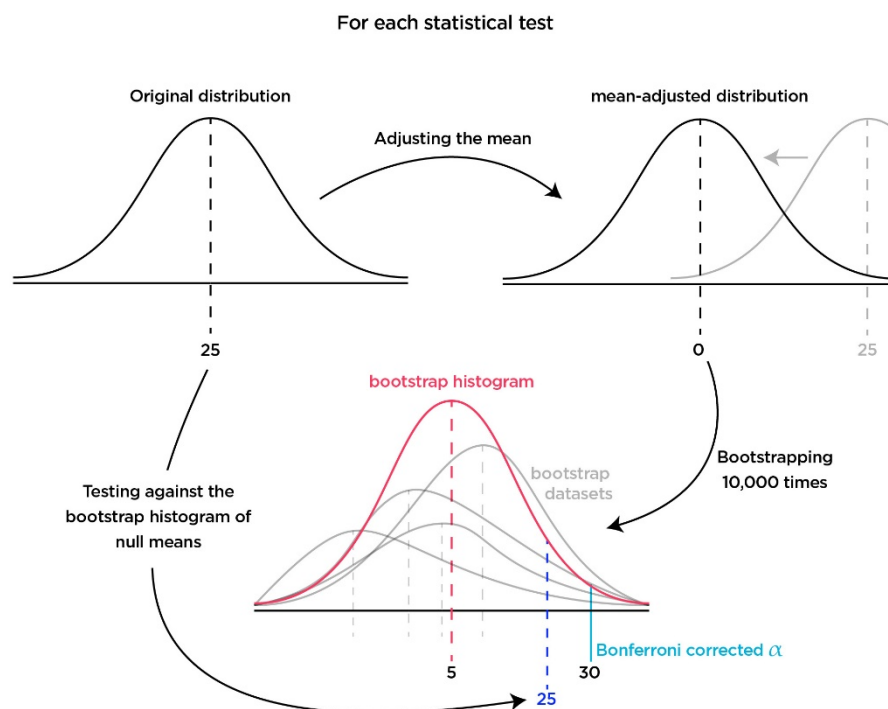 For each statistical test
Original distribution
mean-adjusted distribution
Adjusting the mean
25
0
25
bootstrap histogram
bootstrap
datasets
Bootstrapping
10,000 times
Testing against the
bootstrap histogram of
null means
Bonferroni corrected α
5
30
25